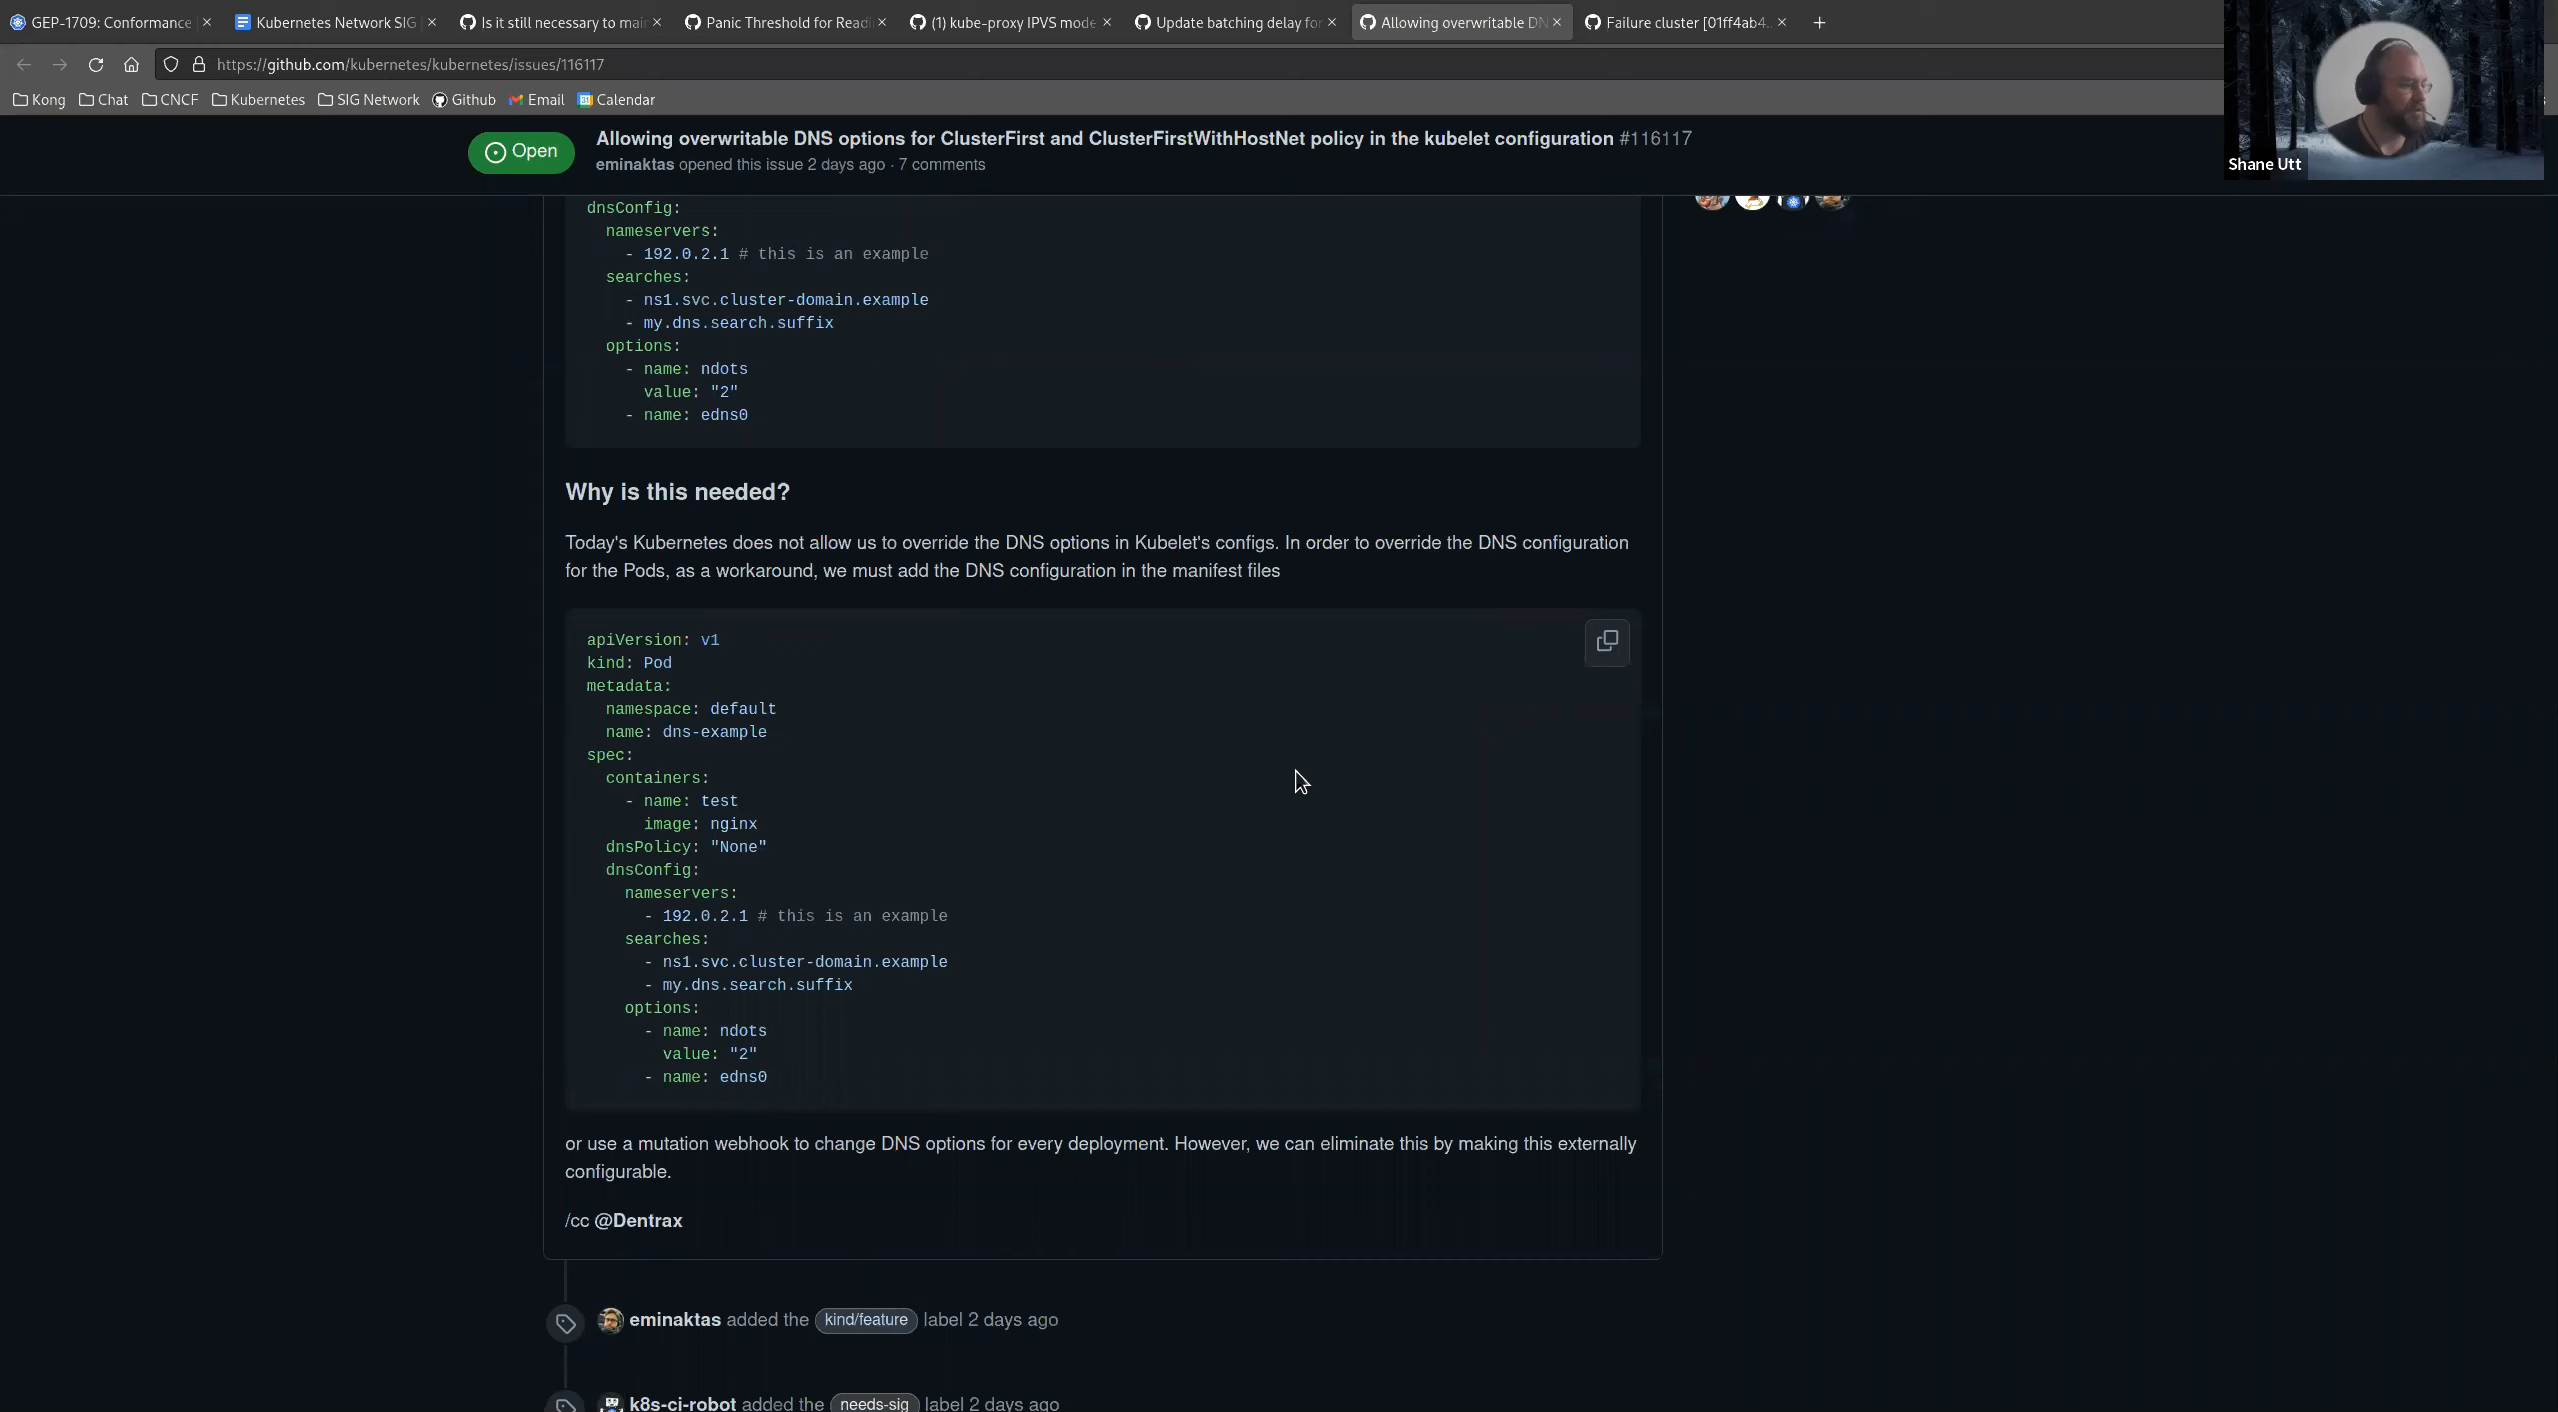 GEP-1709: Conformance
Kubernetes Network SIG
Is it still necessary to mai
Panic Threshold for Readi
(1) kube-proxy IPVS mode
Update batching delay for
Allowing overwritable DN
Failure cluster [01ff4ab4..
https://github.com/kubernetes/kubernetes/issues/116117
Kong
Chat
CNCF
Kubernetes
SIG Network
Github
Email
Calendar
Shane Utt
Open
Allowing overwritable DNS options for ClusterFirst and ClusterFirstWithHostNet policy in the kubelet configuration #116117
eminaktas opened this issue 2 days ago · 7 comments
dnsConfig:
nameservers:
- 192.0.2.1 # this is an example
searches:
- ns1.svc.cluster-domain.example
- my.dns.search.suffix
options:
- name: ndots
value: "2"
- name: edns0
Why is this needed?
Today's Kubernetes does not allow us to override the DNS options in Kubelet's configs. In order to override the DNS configuration
for the Pods, as a workaround, we must add the DNS configuration in the manifest files
apiVersion: v1
kind: Pod
metadata:
namespace: default
name: dns-example
spec:
containers:
- name: test
image: nginx
dnsPolicy: "None"
dnsConfig:
nameservers:
- 192.0.2.1 # this is an example
searches:
- ns1.svc.cluster-domain.example
- my.dns.search.suffix
options:
- name: ndots
value: "2"
- name: edns0
or use a mutation webhook to change DNS options for every deployment. However, we can eliminate this by making this externally
configurable.
/cc @Dentrax
eminaktas added the kind/feature label 2 days ago
k8s-ci-robot added the needs-sig label 2 days ago